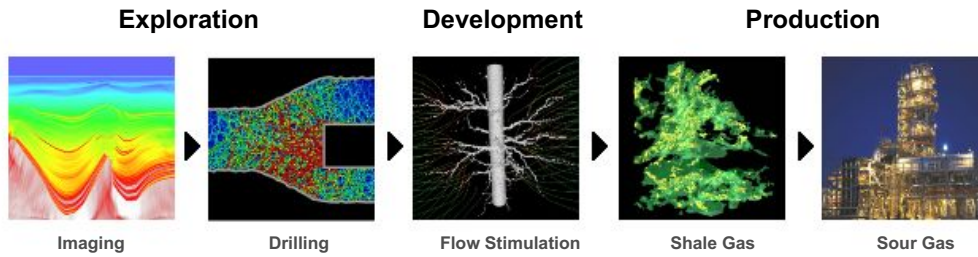 Exploration Development Production
Imaging Drilling Flow Stimulation Shale Gas Sour Gas